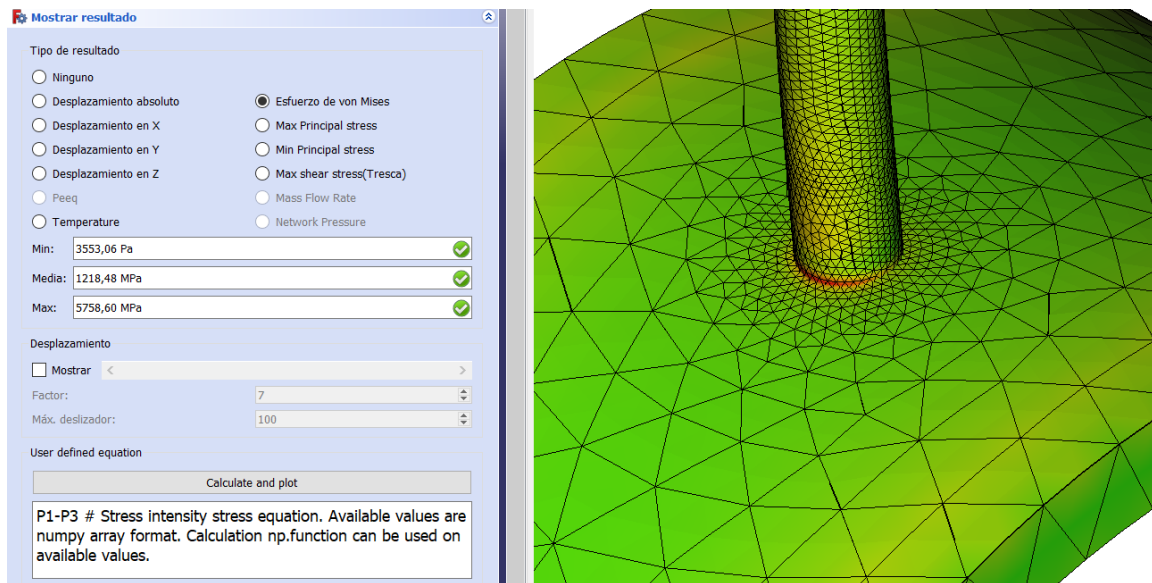 Mostrar resultado
Tipo de resultado
Ninguno
Desplazamiento absoluto
Esfuerzo de von Mises
Desplazamiento en X
Max Principal stress
Desplazamiento en Y
Min Principal stress
Desplazamiento en Z
Max shear stress(Tresca)
Peeq
Mass Flow Rate
Temperature
Network Pressure
Min: 3553,06 Pa
Media: 1218,48 MPa
Max: 5758,60 MPa
Desplazamiento
Mostrar
Factor: 7
Máx. deslizador: 100
User defined equation
Calculate and plot
P1-P3 # Stress intensity stress equation. Available values are
numpy array format. Calculation np.function can be used on
available values.